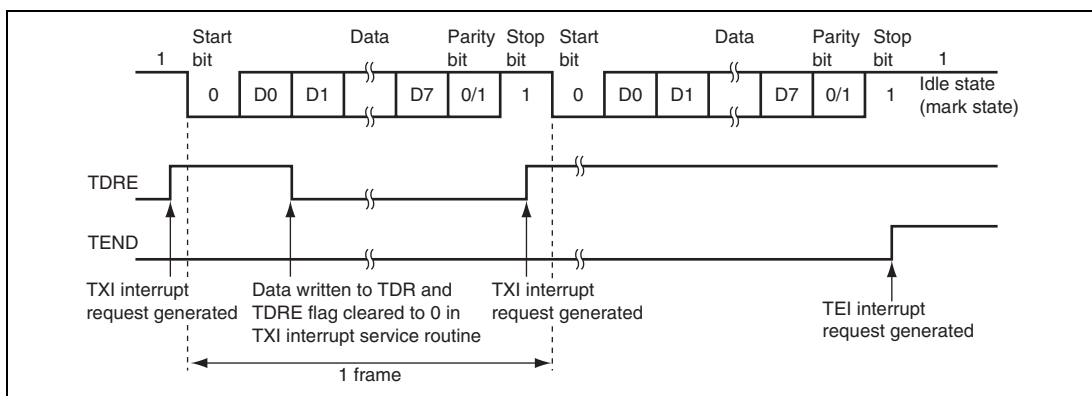 Start bit
Data
Parity bit
Stop bit
Start bit
Data
Parity bit
Stop bit
1
1
0
D0
D1
D7
0/1
1
0
D0
D1
D7
0/1
1
Idle state
(mark state)
TDRE
TEND
TXI interrupt
request generated
Data written to TDR and
TDRE flag cleared to 0 in
TXI interrupt service routine
TXI interrupt
request generated
TEI interrupt
request generated
1 frame